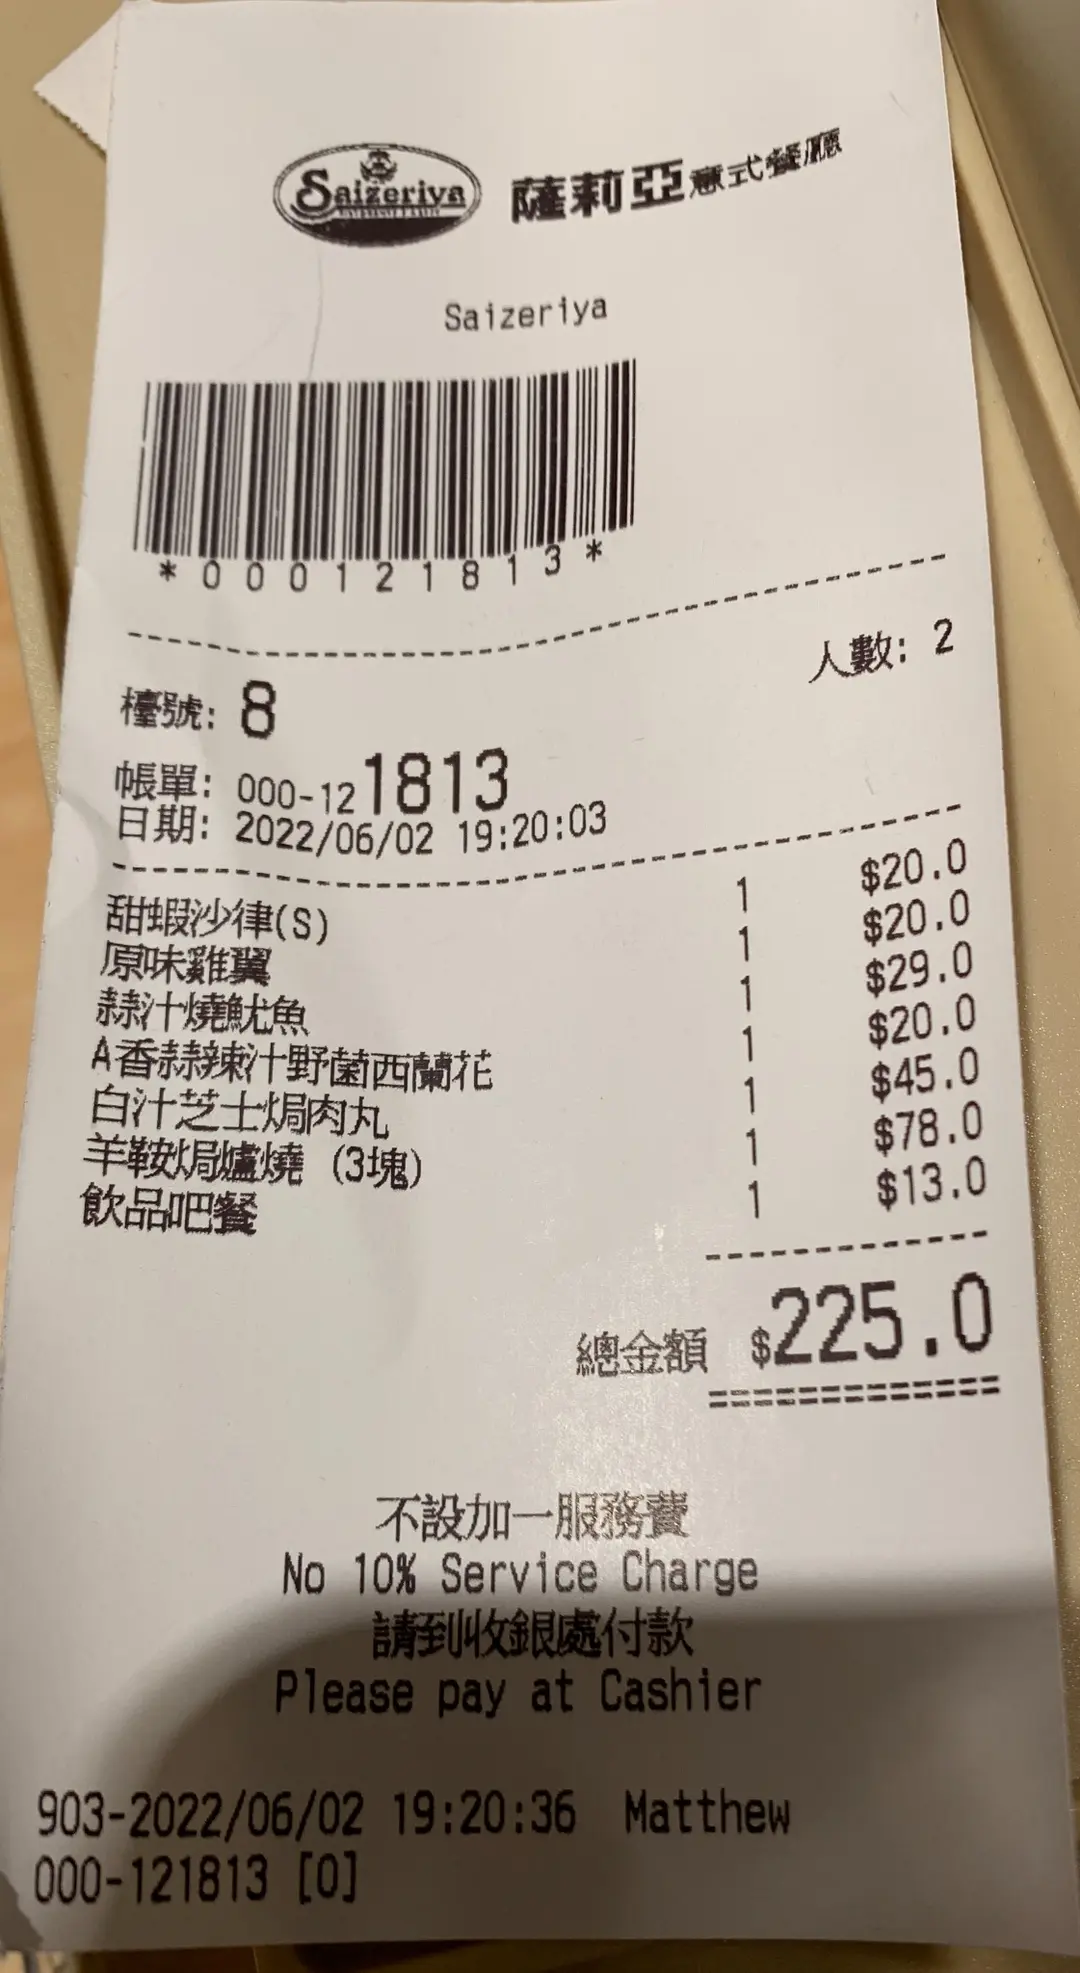 Saizeriya 薩莉亞意式餐廳
Saizeriya
*000121813*
人數: 2
檯號: 8
帳單: 000-121813
日期: 2022/06/02 19:20:03
甜蝦沙律(S) 1 $20.0
原味雞翼 1 $20.0
蒜汁燒魷魚 1 $29.0
A香蒜辣汁野菌西蘭花 1 $20.0
白汁芝士焗肉丸 1 $45.0
羊鞍焗爐燒 (3塊) 1 $78.0
飲品吧餐 1 $13.0
總金額 $225.0
不設加一服務費
No 10% Service Charge
請到收銀處付款
Please pay at Cashier
903-2022/06/02 19:20:36 Matthew
000-121813 [0]